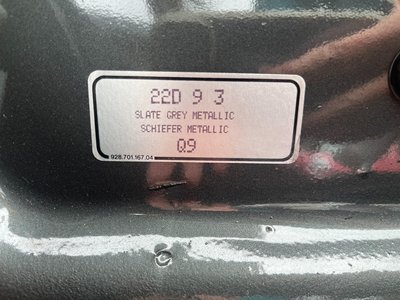 22D 9 3
SLATE GREY METALLIC
SCHIEFER METALLIC
Q9
928.701.167.04